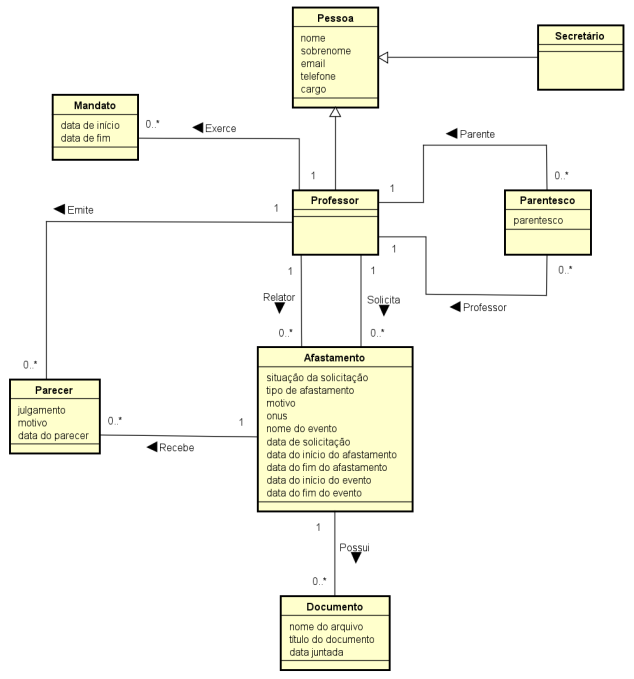 Pessoa
nome
sobrenome
email
telefone
cargo
Secretário
Mandato
data de início
data de fim
0..*
Exerce
1
Parente
1
0..*
Professor
Parentesco
parentesco
Emite
1
1
0..*
Professor
1
1
Relator
Solicita
0..*
0..*
Afastamento
situação da solicitação
tipo de afastamento
motivo
onus
nome do evento
data de solicitação
data do início do afastamento
data do fim do afastamento
data do início do evento
data do fim do evento
0..*
Parecer
julgamento
motivo
data do parecer
0..*
1
Recebe
1
Possui
0..*
Documento
nome do arquivo
título do documento
data juntada